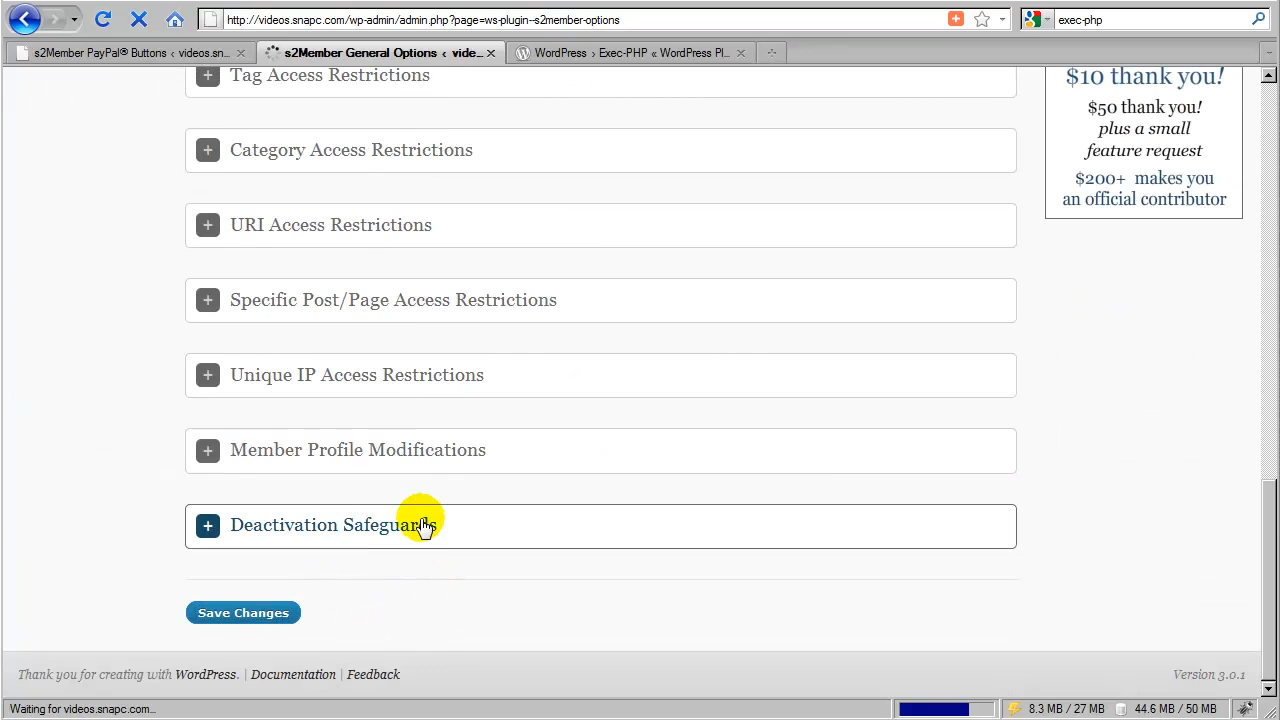 http://videos.snapc.com/wp-admin/admin.php?page=ws-plugin--s2member-options
exec-php
s2Member PayPal® Buttons ‹ videos.sn...
s2Member General Options ‹ vide...
WordPress › Exec-PHP « WordPress Pl...
Tag Access Restrictions
$10 thank you!
$50 thank you!
plus a small
feature request
$200+ makes you
an official contributor
Category Access Restrictions
URI Access Restrictions
Specific Post/Page Access Restrictions
Unique IP Access Restrictions
Member Profile Modifications
Deactivation Safeguards
Save Changes
Thank you for creating with WordPress. | Documentation | Feedback
Version 3.0.1
Waiting for videos.snapc.com...
8.3 MB / 27 MB
44.6 MB / 50 MB